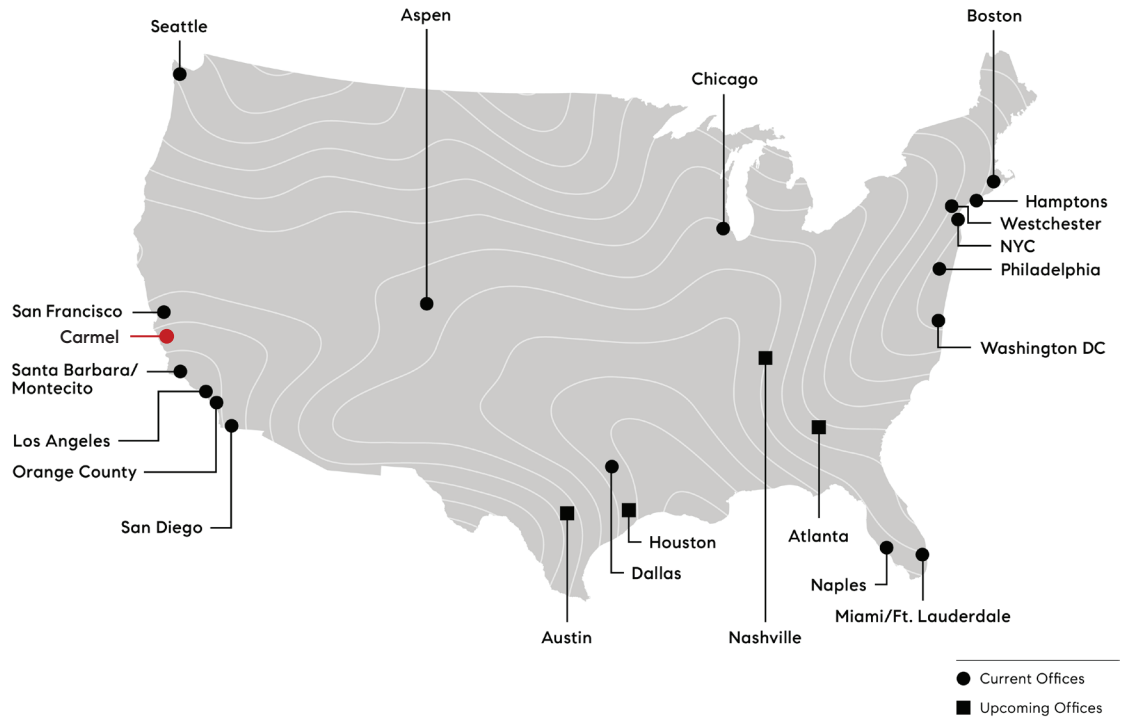 Seattle
Aspen
Boston
Chicago
Hamptons
Westchester
NYC
Philadelphia
San Francisco
Carmel
Washington DC
Santa Barbara/
Montecito
Los Angeles
Orange County
San Diego
Atlanta
Houston
Dallas
Naples
Miami/Ft. Lauderdale
Austin
Nashville
Current Offices
Upcoming Offices